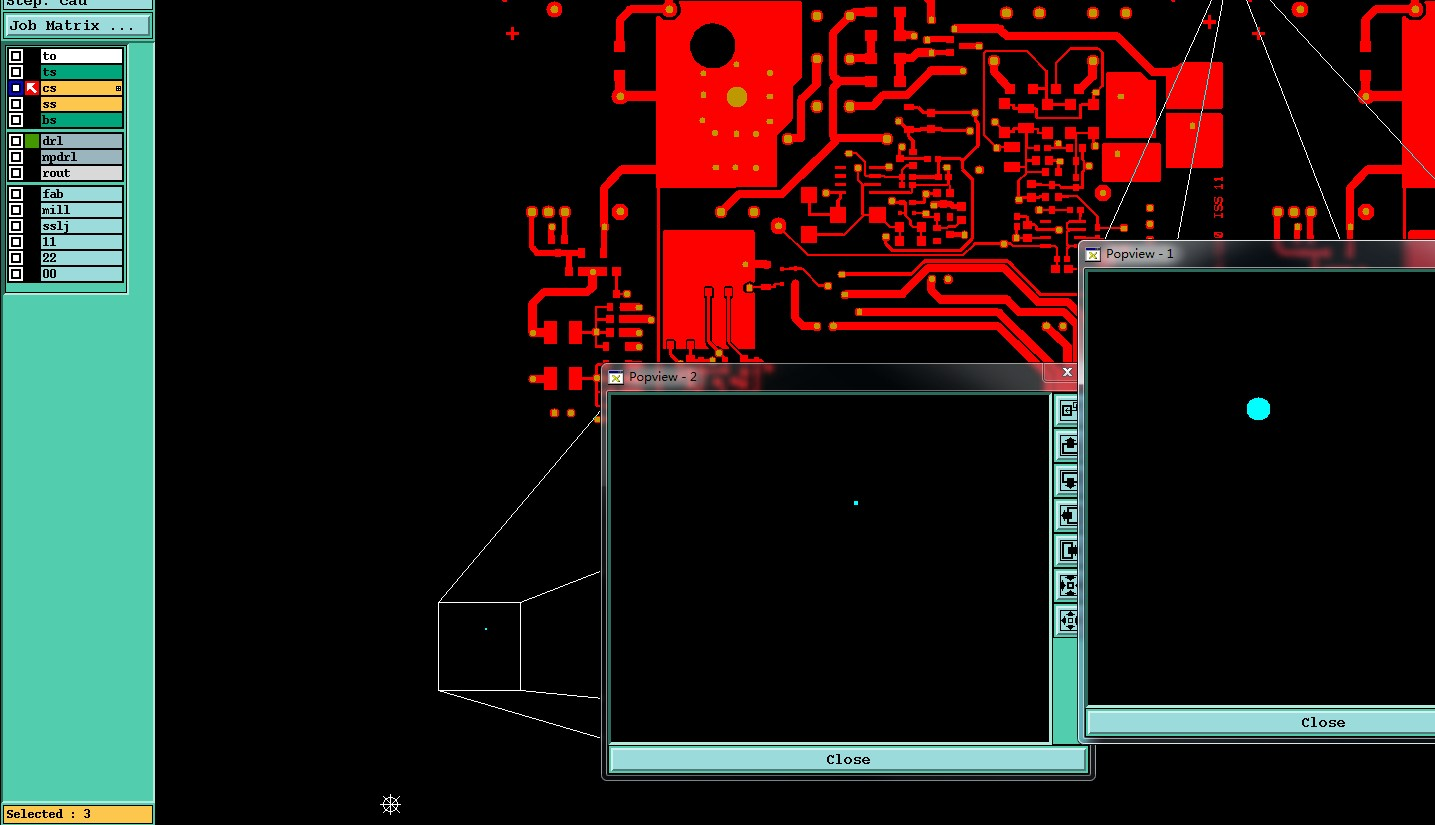 Step: Cad
Job Matrix ...
to
ts
cs
ss
bs
drl
mpdrl
rout
fab
mill
sslj
11
22
00
ISS 11
Popview - 1
Popview - 2
Close
Close
Selected : 3